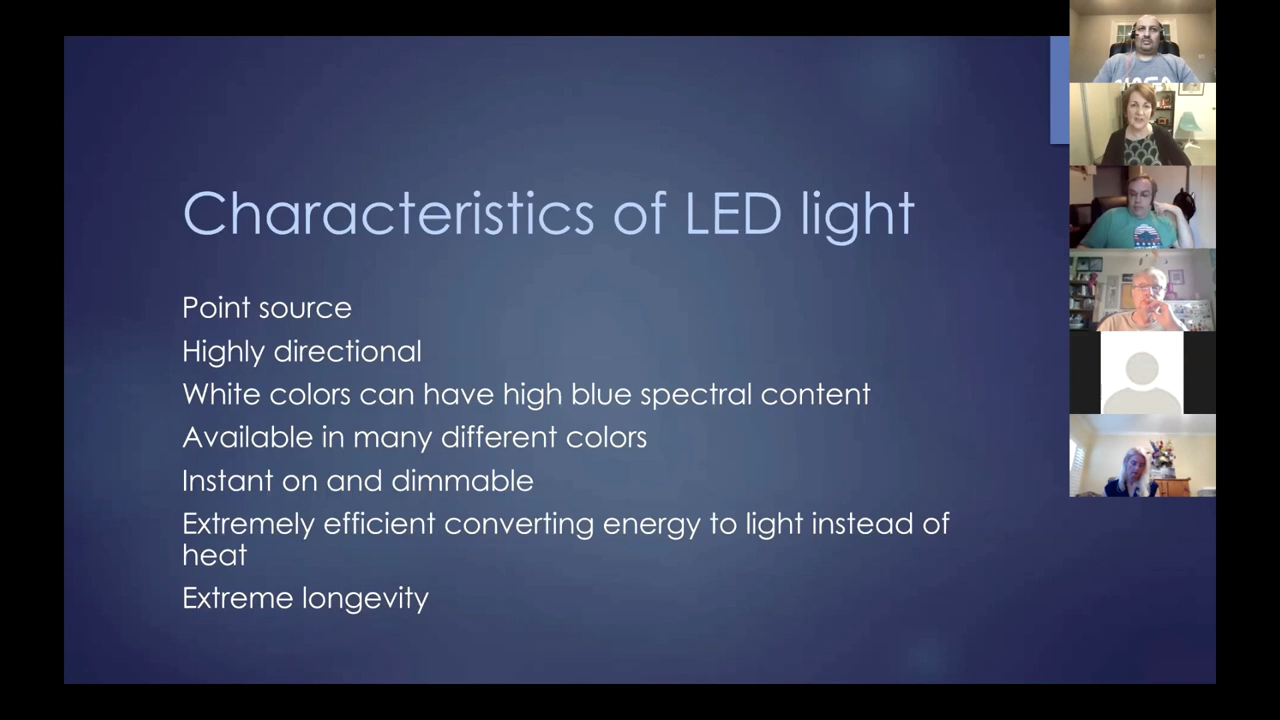 Characteristics of LED light
Point source
Highly directional
White colors can have high blue spectral content
Available in many different colors
Instant on and dimmable
Extremely efficient converting energy to light instead of
heat
Extreme longevity
NASA